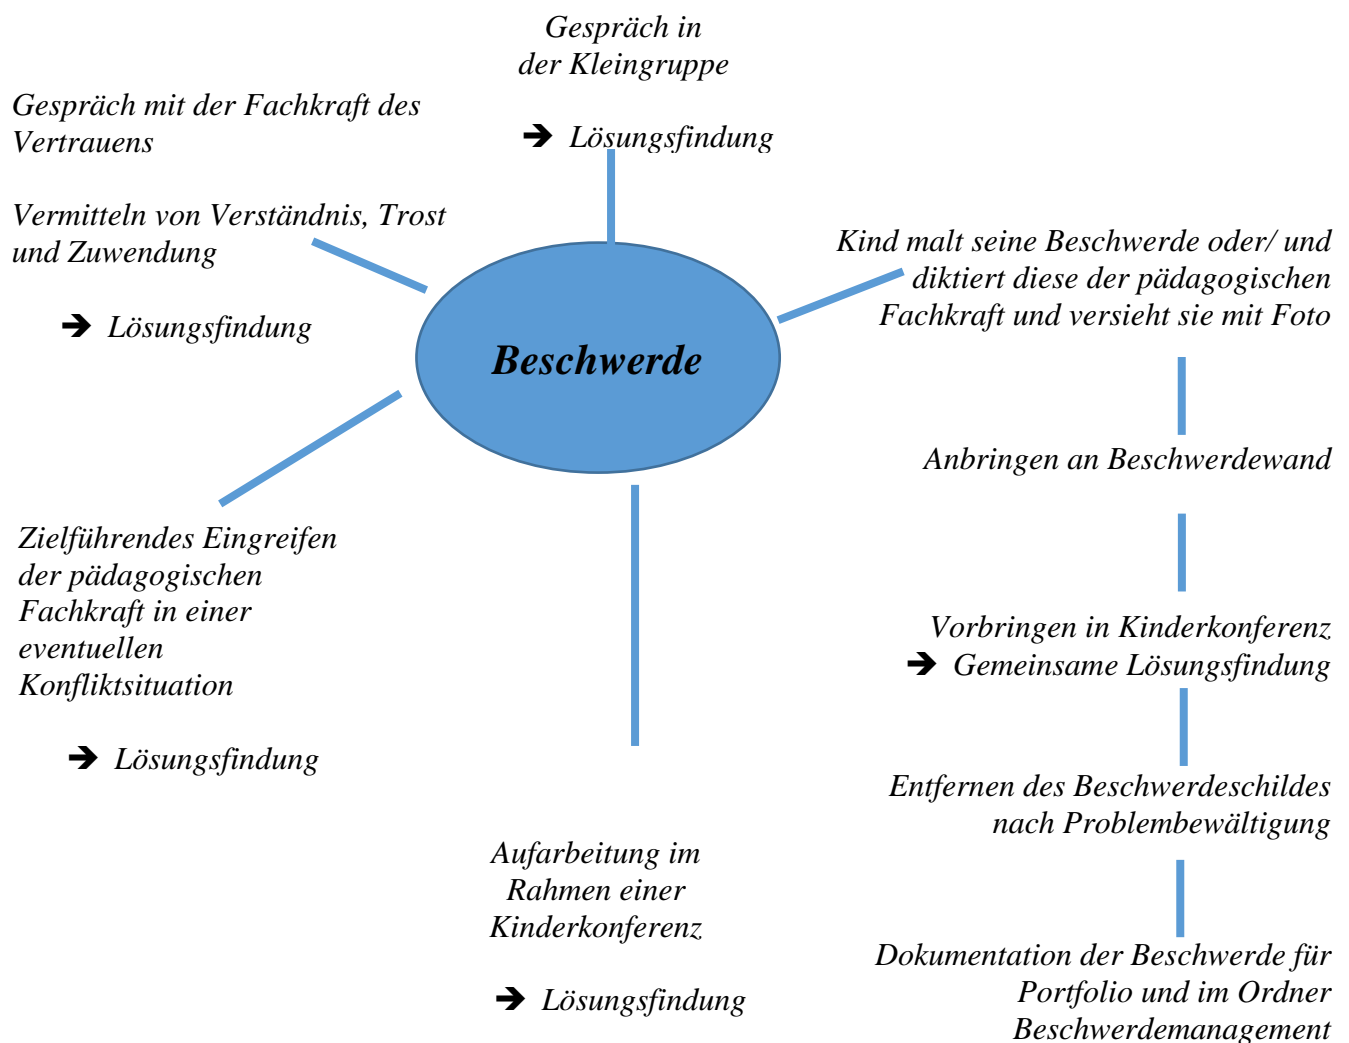 Gespräch in
der Kleingruppe
➔ Lösungsfindung
Gespräch mit der Fachkraft des
Vertrauens
Vermitteln von Verständnis, Trost
und Zuwendung
➔ Lösungsfindung
Kind malt seine Beschwerde oder/ und
diktiert diese der pädagogischen
Fachkraft und versieht sie mit Foto
Beschwerde
Anbringen an Beschwerdewand
Zielführendes Eingreifen
der pädagogischen
Fachkraft in einer
eventuellen
Konfliktsituation
➔ Lösungsfindung
Vorbringen in Kinderkonferenz
➔ Gemeinsame Lösungsfindung
Entfernen des Beschwerdeschildes
nach Problembewältigung
Aufarbeitung im
Rahmen einer
Kinderkonferenz
➔ Lösungsfindung
Dokumentation der Beschwerde für
Portfolio und im Ordner
Beschwerdemanagement